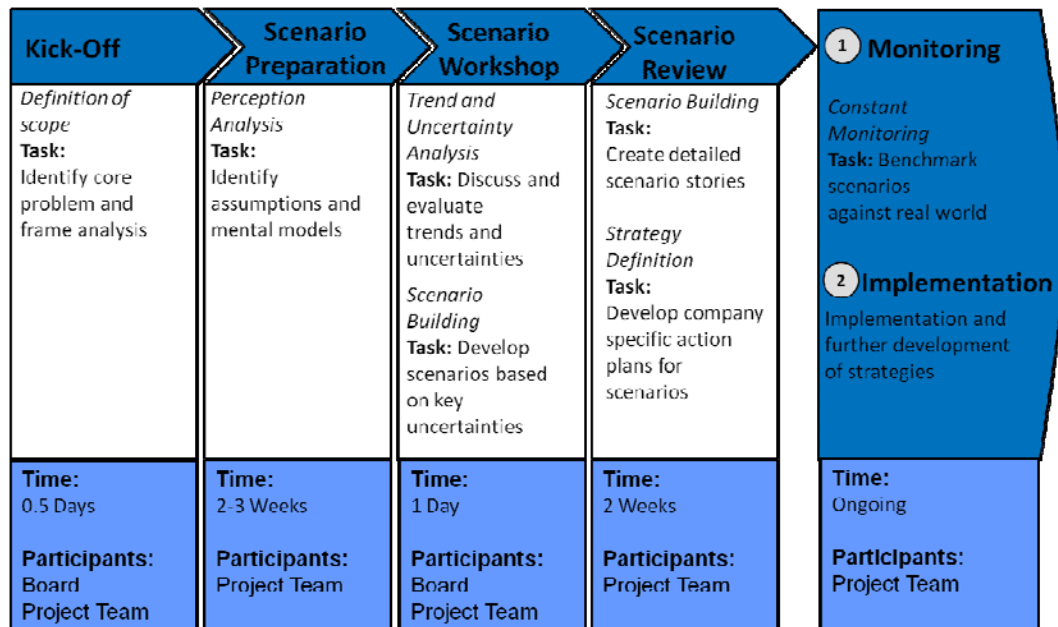 Kick-Off
Definition of
scope
Task:
Identify core
problem and
frame analysis
Time:
0.5 Days
Participants:
Board
Project Team
Scenario
Preparation
Perception
Analysis
Task:
Identify
assumptions and
mental models
Time:
2-3 Weeks
Participants:
Project Team
Scenario
Workshop
Trend and
Uncertainty
Analysis
Task: Discuss and
evaluate
trends and
uncertainties
Scenario
Building
Task: Develop
scenarios based
on key
uncertainties
Time:
1 Day
Participants:
Board
Project Team
Scenario
Review
Scenario Building
Task:
Create detailed
scenario stories
Strategy
Definition
Task:
Develop company
specific action
plans for
scenarios
Time:
2 Weeks
Participants:
Project Team
1 Monitoring
Constant
Monitoring
Task: Benchmark
scenarios
against real world
2 Implementation
Implementation and
further development
of strategies
Time:
Ongoing
Participants:
Project Team